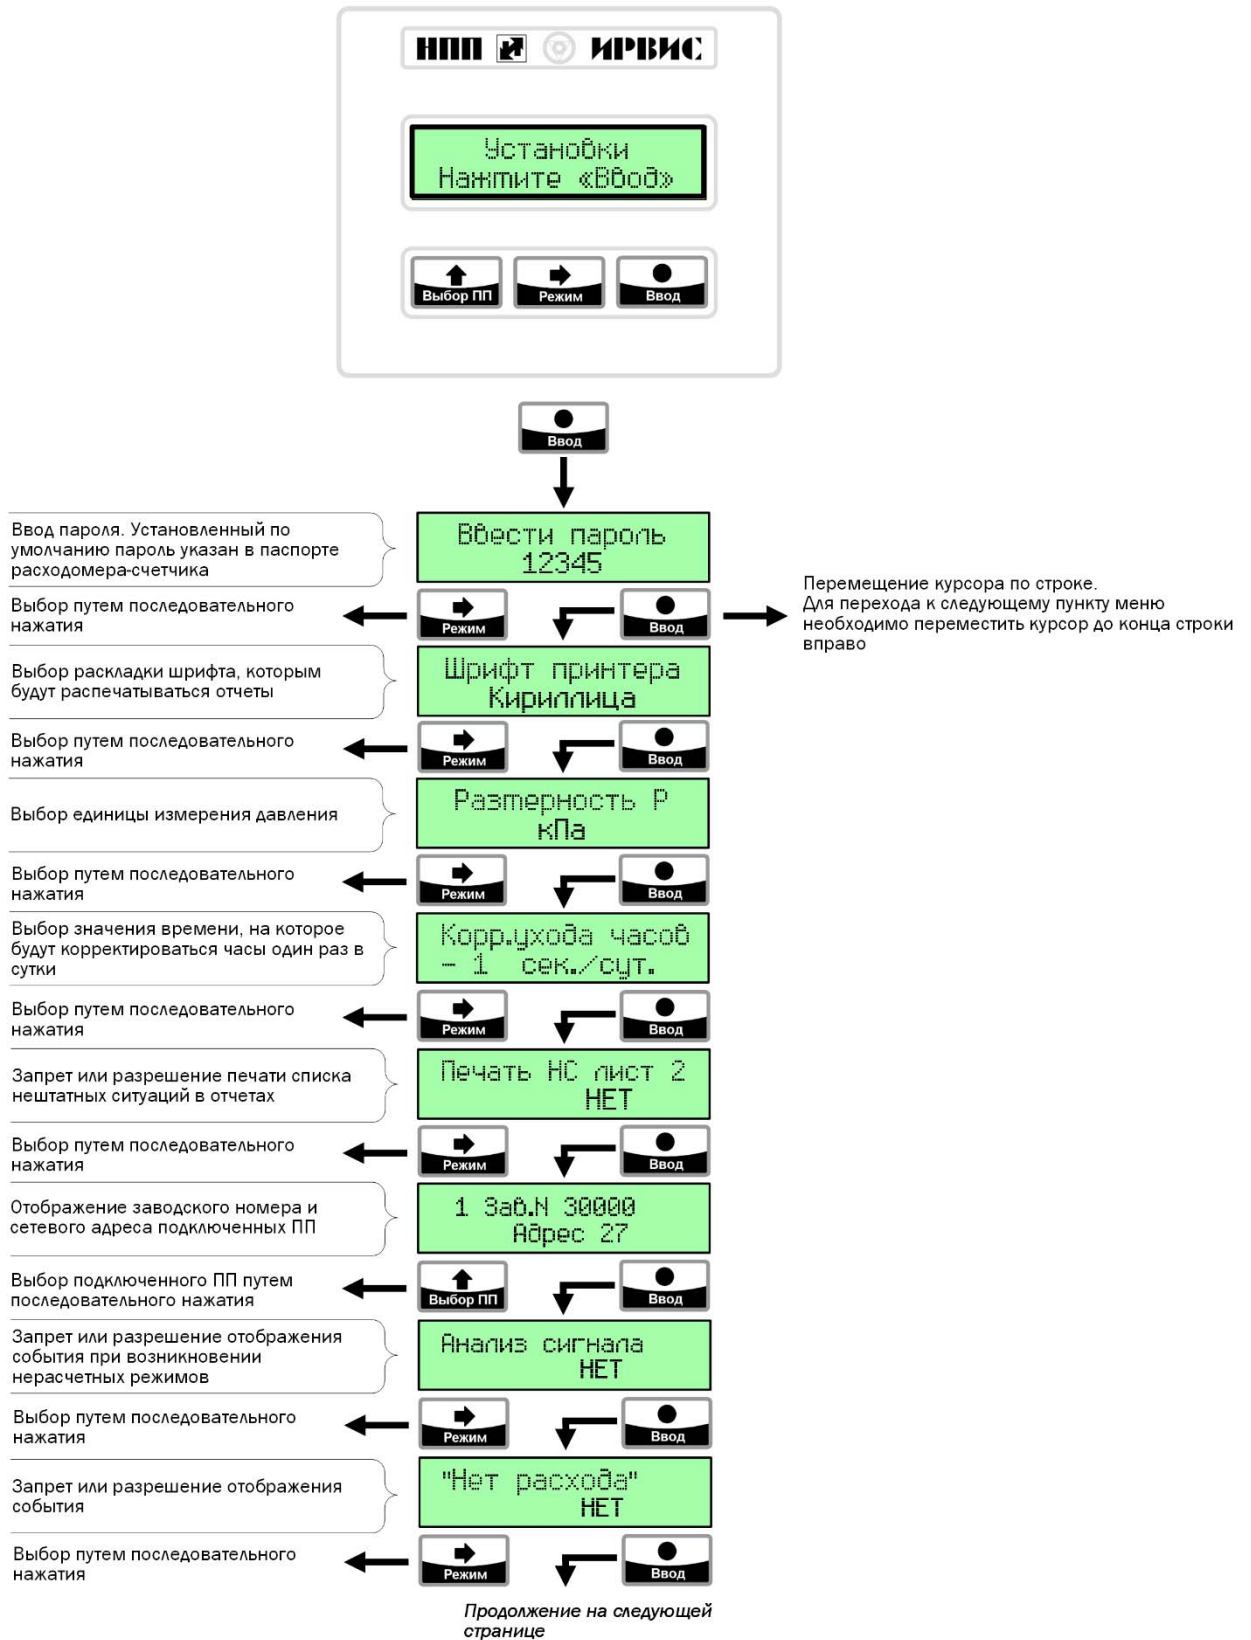 НПП ИРВИС
Установки
Нажмите «Ввод»
Выбор ПП
Режим
Ввод
Ввод
Ввод пароля. Установленный по
умолчанию пароль указан в паспорте
расходомера-счетчика
Ввести пароль
12345
Выбор путем последовательного
нажатия
Режим
Ввод
Перемещение курсора по строке.
Для перехода к следующему пункту меню
необходимо переместить курсор до конца строки
вправо
Выбор раскладки шрифта, которым
будут распечатываться отчеты
Шрифт принтера
Кириллица
Выбор путем последовательного
нажатия
Режим
Ввод
Выбор единицы измерения давления
Размерность Р
кПа
Выбор путем последовательного
нажатия
Режим
Ввод
Выбор значения времени, на которое
будут корректироваться часы один раз в
сутки
Корр.ухода часов
- 1 сек./сут.
Выбор путем последовательного
нажатия
Режим
Ввод
Запрет или разрешение печати списка
нештатных ситуаций в отчетах
Печать НС лист 2
НЕТ
Выбор путем последовательного
нажатия
Режим
Ввод
Отображение заводского номера и
сетевого адреса подключенных ПП
1 Зав.N 30000
Адрес 27
Выбор подключенного ПП путем
последовательного нажатия
Выбор ПП
Ввод
Запрет или разрешение отображения
события при возникновении
нерасчетных режимов
Анализ сигнала
НЕТ
Выбор путем последовательного
нажатия
Режим
Ввод
Запрет или разрешение отображения
события
"Нет расхода"
НЕТ
Выбор путем последовательного
нажатия
Режим
Ввод
Продолжение на следующей
странице